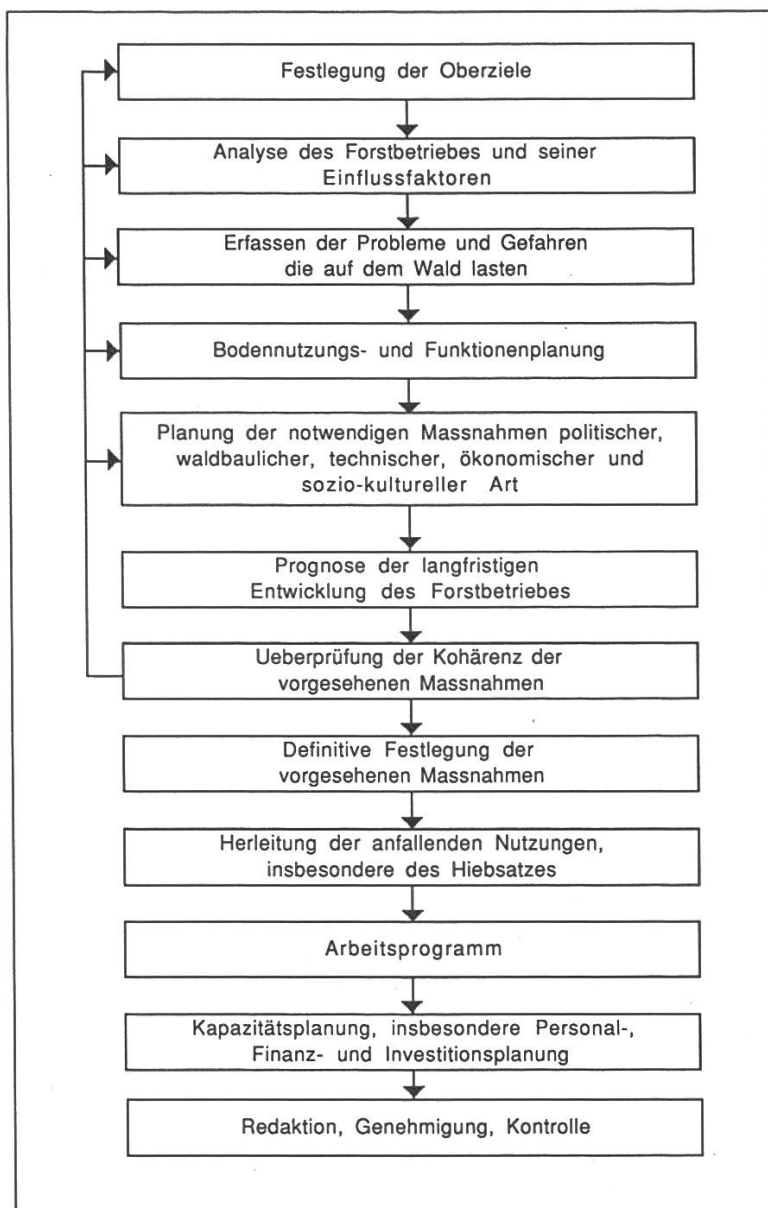 Festlegung der Oberziele
Analyse des Forstbetriebes und seiner
Einflussfaktoren
Erfassen der Probleme und Gefahren
die auf dem Wald lasten
Bodennutzungs- und Funktionenplanung
Planung der notwendigen Massnahmen politischer,
waldbaulicher, technischer, ökonomischer und
sozio-kultureller Art
Prognose der langfristigen
Entwicklung des Forstbetriebes
Ueberprüfung der Kohärenz der
vorgesehenen Massnahmen
Definitive Festlegung der
vorgesehenen Massnahmen
Herleitung der anfallenden Nutzungen,
insbesondere des Hiebsatzes
Arbeitsprogramm
Kapazitätsplanung, insbesondere Personal-,
Finanz- und Investitionsplanung
Redaktion, Genehmigung, Kontrolle